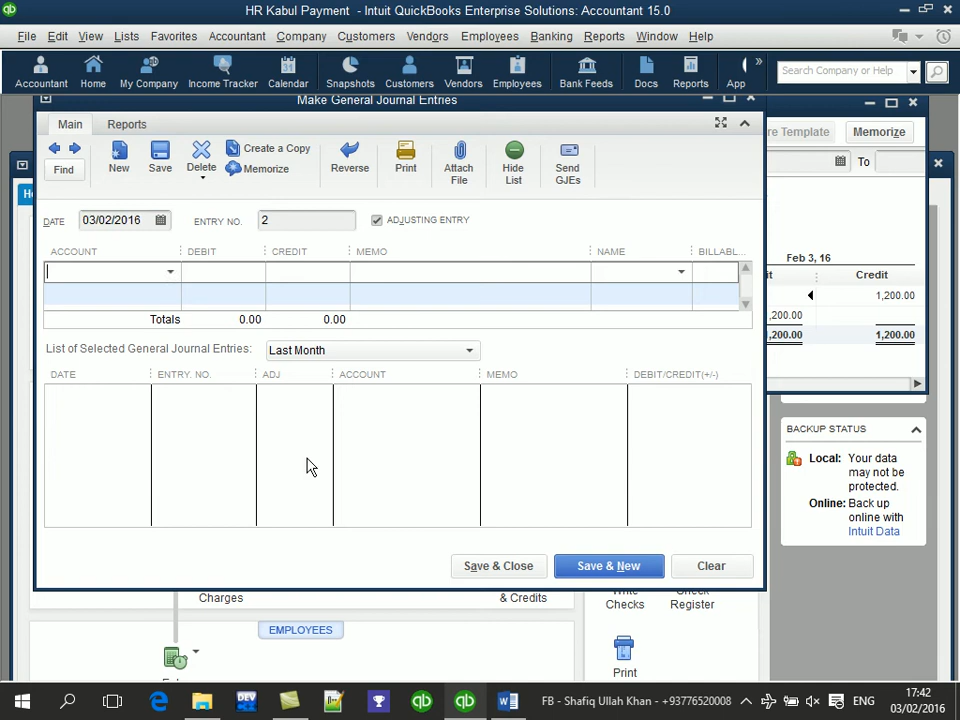 HR Kabul Payment - Intuit QuickBooks Enterprise Solutions: Accountant 15.0
File Edit View Lists Favorites Accountant Company Customers Vendors Employees Banking Reports Window Help
Accountant Home My Company Income Tracker Calendar Snapshots Customers Vendors Employees Bank Feeds Docs Reports App » Search Company or Help
Make General Journal Entries
Main Reports
re Template Memorize
Find New Save Delete Create a Copy Memorize Reverse Print Attach File Hide List Send GJEs
To
DATE 03/02/2016 ENTRY NO. 2 ADJUSTING ENTRY
ACCOUNT DEBIT CREDIT MEMO NAME BILLABL...
Feb 3, 16
it Credit
1,200.00
,200.00
,200.00 1,200.00
Totals 0.00 0.00
List of Selected General Journal Entries: Last Month
DATE ENTRY. NO. ADJ ACCOUNT MEMO DEBIT/CREDIT(+/-)
BACKUP STATUS
Local: Your data
may not be
protected.
Online: Back up
online with
Intuit Data
Save & Close Save & New Clear
Charges & Credits
Write Checks Check Register
EMPLOYEES
Print
FB - Shafiq Ullah Khan - +93776520008 ENG 17:42
03/02/2016